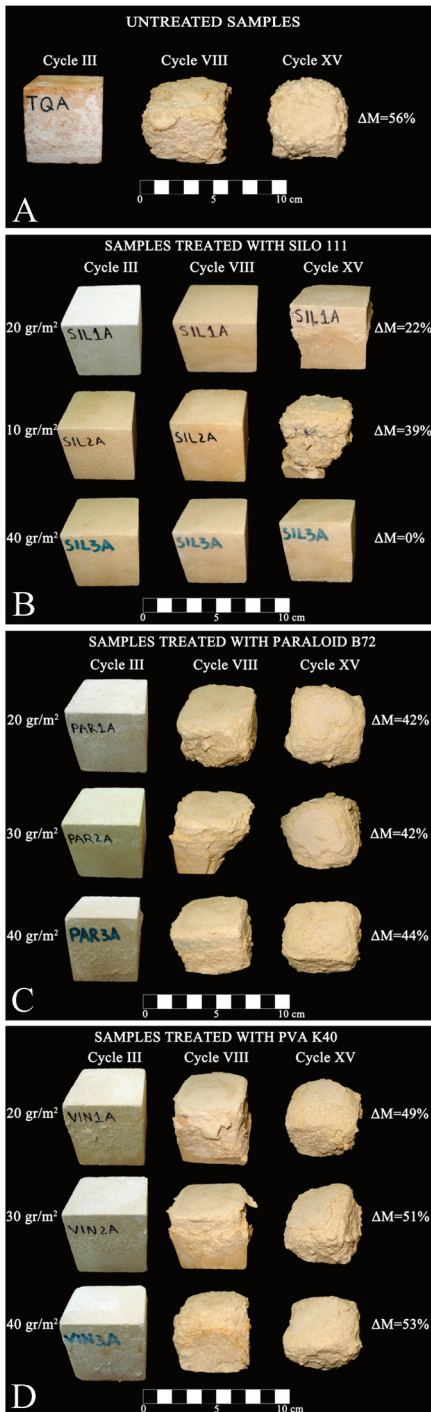 UNTREATED SAMPLES
Cycle III Cycle VIII Cycle XV
TQA
ΔM=56%
0 5 10 cm
A
SAMPLES TREATED WITH SILO 111
Cycle III Cycle VIII Cycle XV
20 gr/m² SIL1A SIL1A SIL1A ΔM=22%
10 gr/m² SIL2A SIL2A ΔM=39%
40 gr/m² SIL3A SIL3A SIL3A ΔM=0%
0 5 10 cm
B
SAMPLES TREATED WITH PARALOID B72
Cycle III Cycle VIII Cycle XV
20 gr/m² PAR1A ΔM=42%
30 gr/m² PAR2A ΔM=42%
40 gr/m² PAR3A ΔM=44%
0 5 10 cm
C
SAMPLES TREATED WITH PVA K40
Cycle III Cycle VIII Cycle XV
20 gr/m² VIN1A ΔM=49%
30 gr/m² VIN2A ΔM=51%
40 gr/m² VIN3A ΔM=53%
0 5 10 cm
D